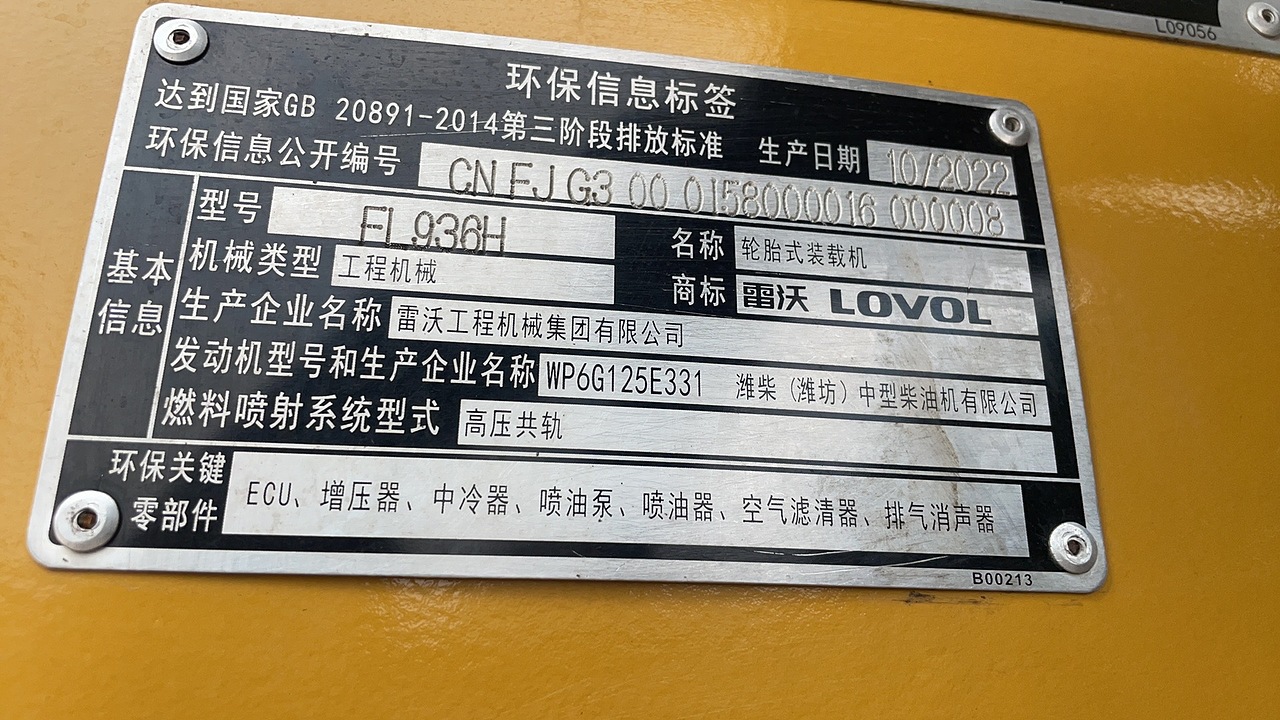 L09056
环保信息标签
达到国家GB 20891-2014第三阶段排放标准 生产日期 10/2022
环保信息公开编号 CN FJ G3 00 0158000016 000008
基本信息
型号 FL936H 名称 轮胎式装载机
机械类型 工程机械 商标 雷沃 LOVOL
生产企业名称 雷沃工程机械集团有限公司
发动机型号和生产企业名称 WP6G125E331 潍柴（潍坊）中型柴油机有限公司
燃料喷射系统型式 高压共轨
环保关键零部件 ECU、增压器、中冷器、喷油泵、喷油器、空气滤清器、排气消声器
B00213